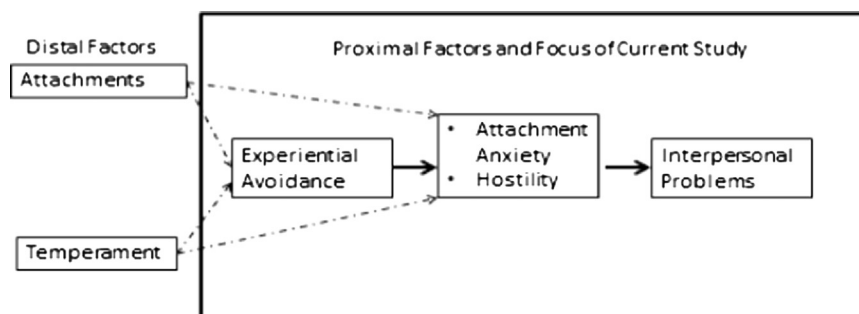 Distal Factors
Proximal Factors and Focus of Current Study
Attachments
• Attachment
Anxiety
• Hostility
Experiential
Avoidance
Interpersonal
Problems
Temperament